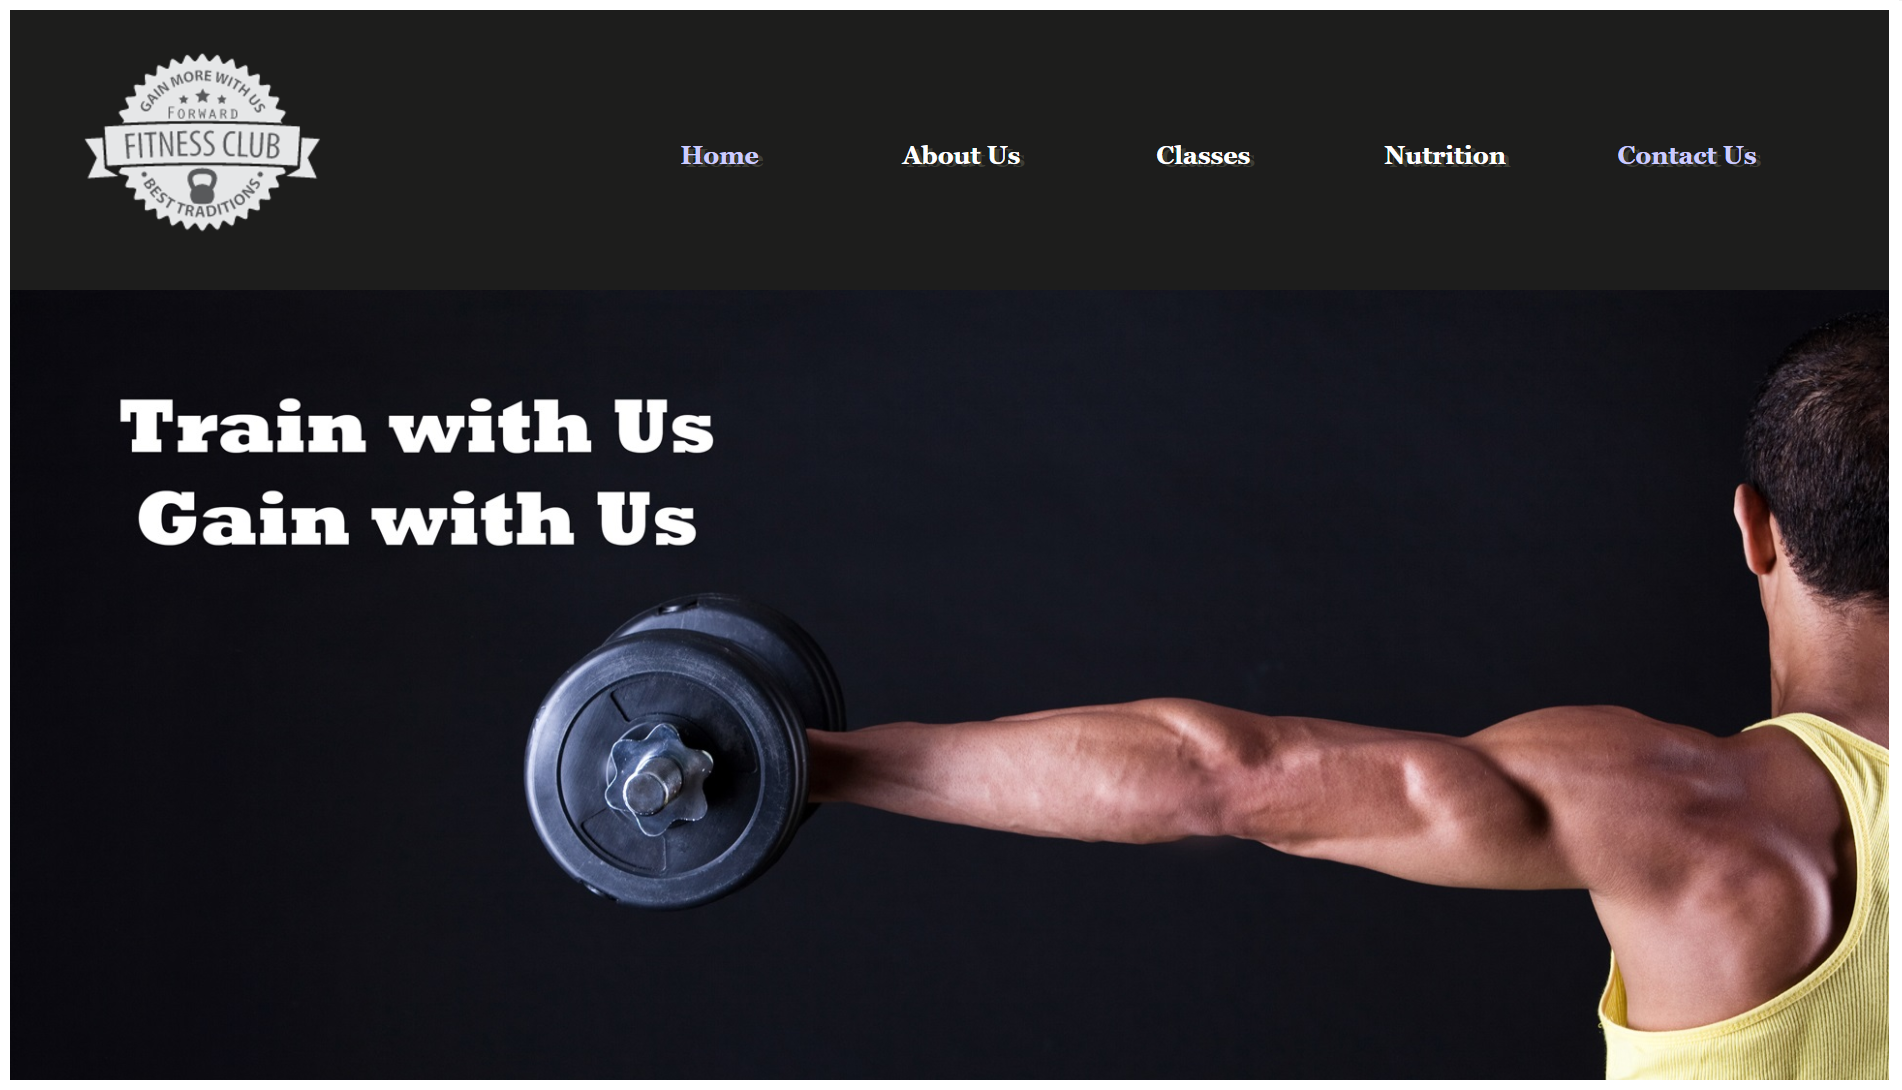 GAIN MORE WITH US
FORWARD
FITNESS CLUB
BEST TRADITIONS
Home
About Us
Classes
Nutrition
Contact Us
Train with Us
Gain with Us